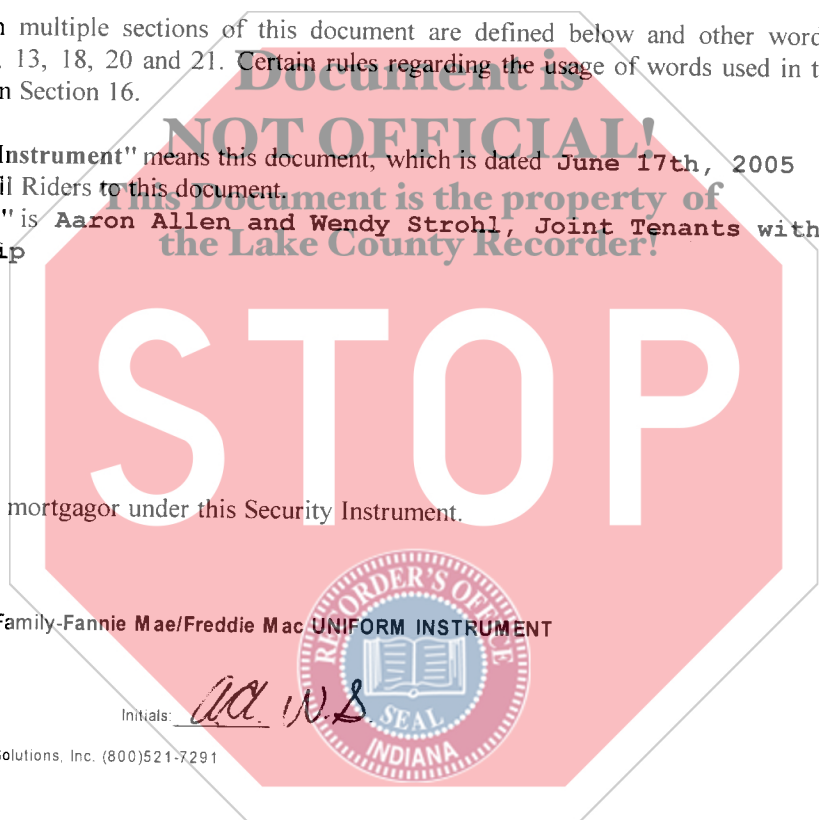 multiple sections of this document are defined below and other
13, 18, 20 and 21. Certain rules regarding the usage of words used in
Section 16.
Document is
NOT OFFICIAL!
Instrument" means this document, which is dated June 17th, 2005
Riders to this document.
This Document is the property of
" is Aaron Allen and Wendy Strohl, Joint Tenants with
the Lake County Recorder!
STOP
mortgagor under this Security Instrument.
Family-Fannie Mae/Freddie Mac UNIFORM INSTRUMENT
RECORDER'S OFFICE
Initials: W.S.
SEAL
INDIANA
Solutions, Inc. (800)521-7291